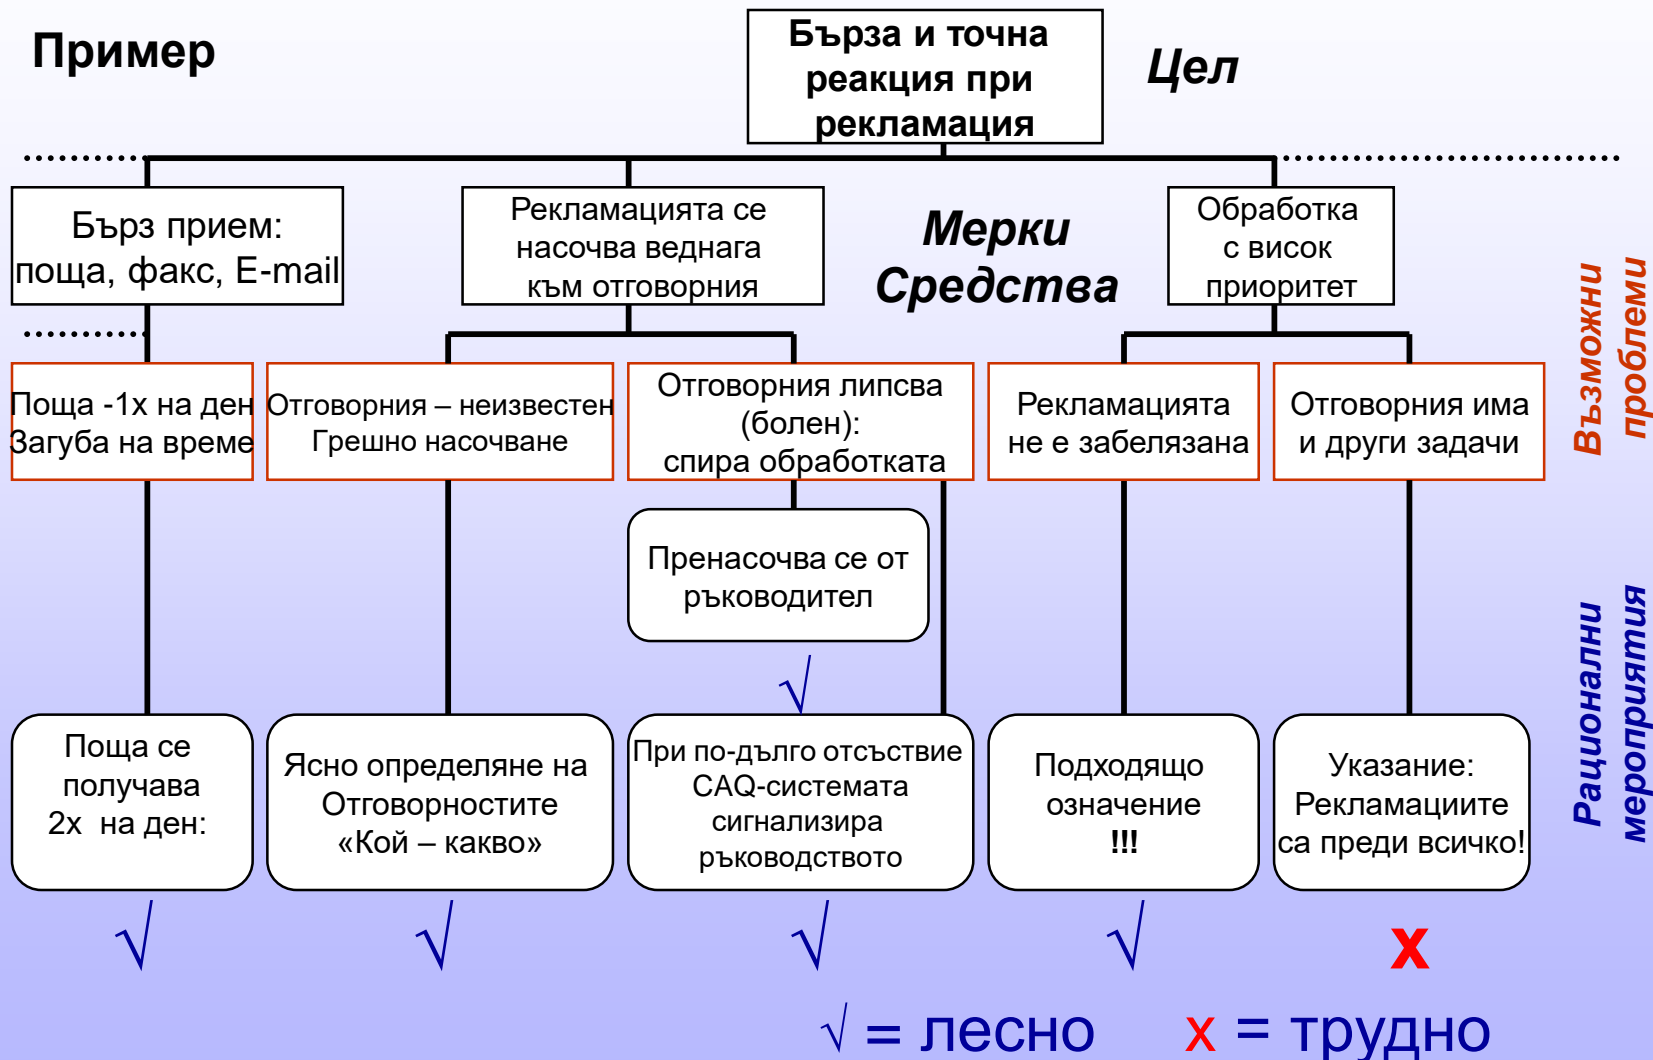 Пример
Бърза и точна
реакция при
рекламация
Цел
Бърз прием:
поща, факс, E-mail
Рекламацията се
насочва веднага
към отговорния
Мерки
Средства
Обработка
с висок
приоритет
Възможни
проблеми
Поща -1х на ден
Загуба на време
Отговорния – неизвестен
Грешно насочване
Отговорния липсва
(болен):
спира обработката
Рекламацията
не е забелязана
Отговорния има
и други задачи
Пренасочва се от
ръководител
√
Рационални
мероприятия
Поща се
получава
2х на ден:
Ясно определяне на
Отговорностите
«Кой – какво»
При по-дълго отсъствие
CAQ-системата
сигнализира
ръководството
Подходящо
означение
!!!
Указание:
Рекламациите
са преди всичко!
√ √ √ √ x
√ = лесно x = трудно